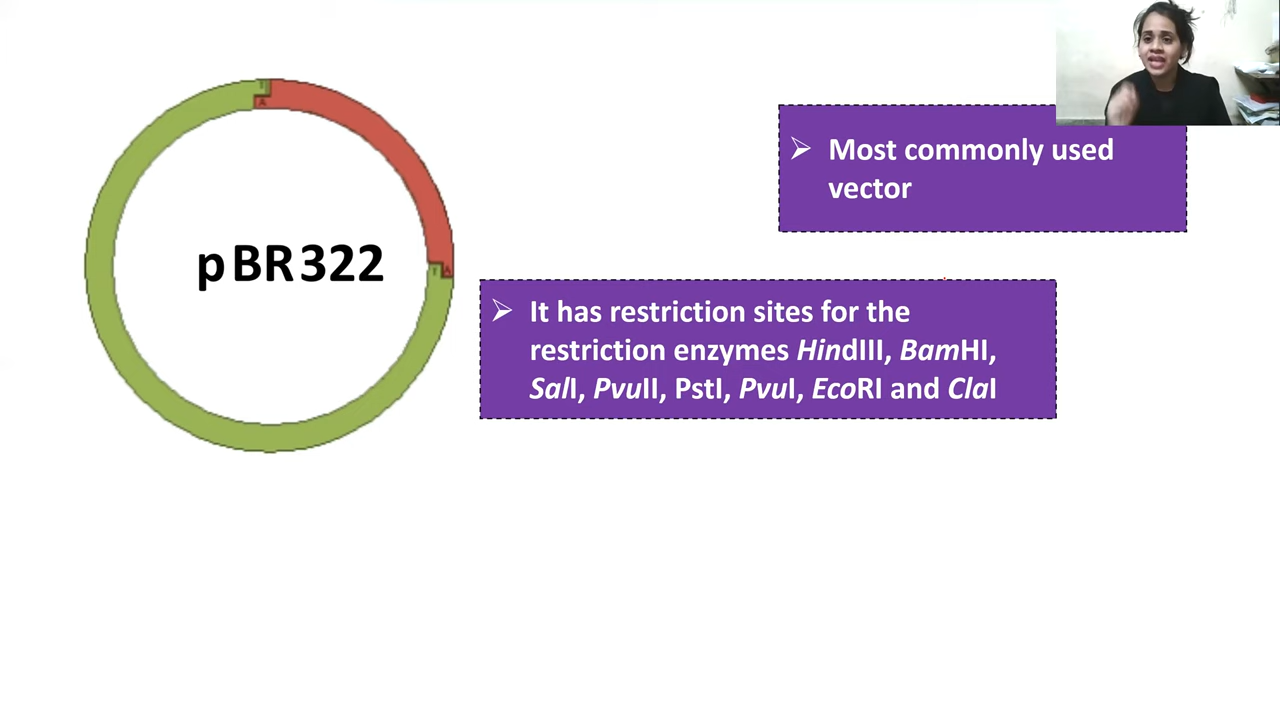 pBR322
➢ Most commonly used
vector
➢ It has restriction sites for the
restriction enzymes HindIII, BamHI,
SalI, PvuII, PstI, PvuI, EcoRI and ClaI